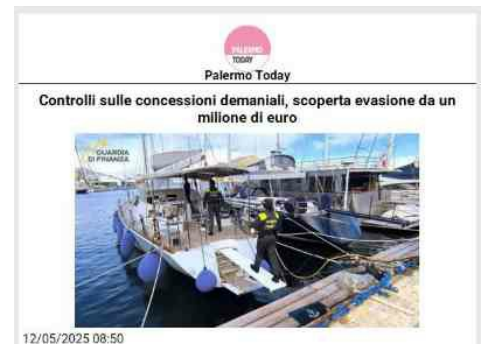 PALERMO
TODAY
Palermo Today
Controlli sulle concessioni demaniali, scoperta evasione da un
milione di euro
GUARDIA
DI FINANZA
12/05/2025 08:50